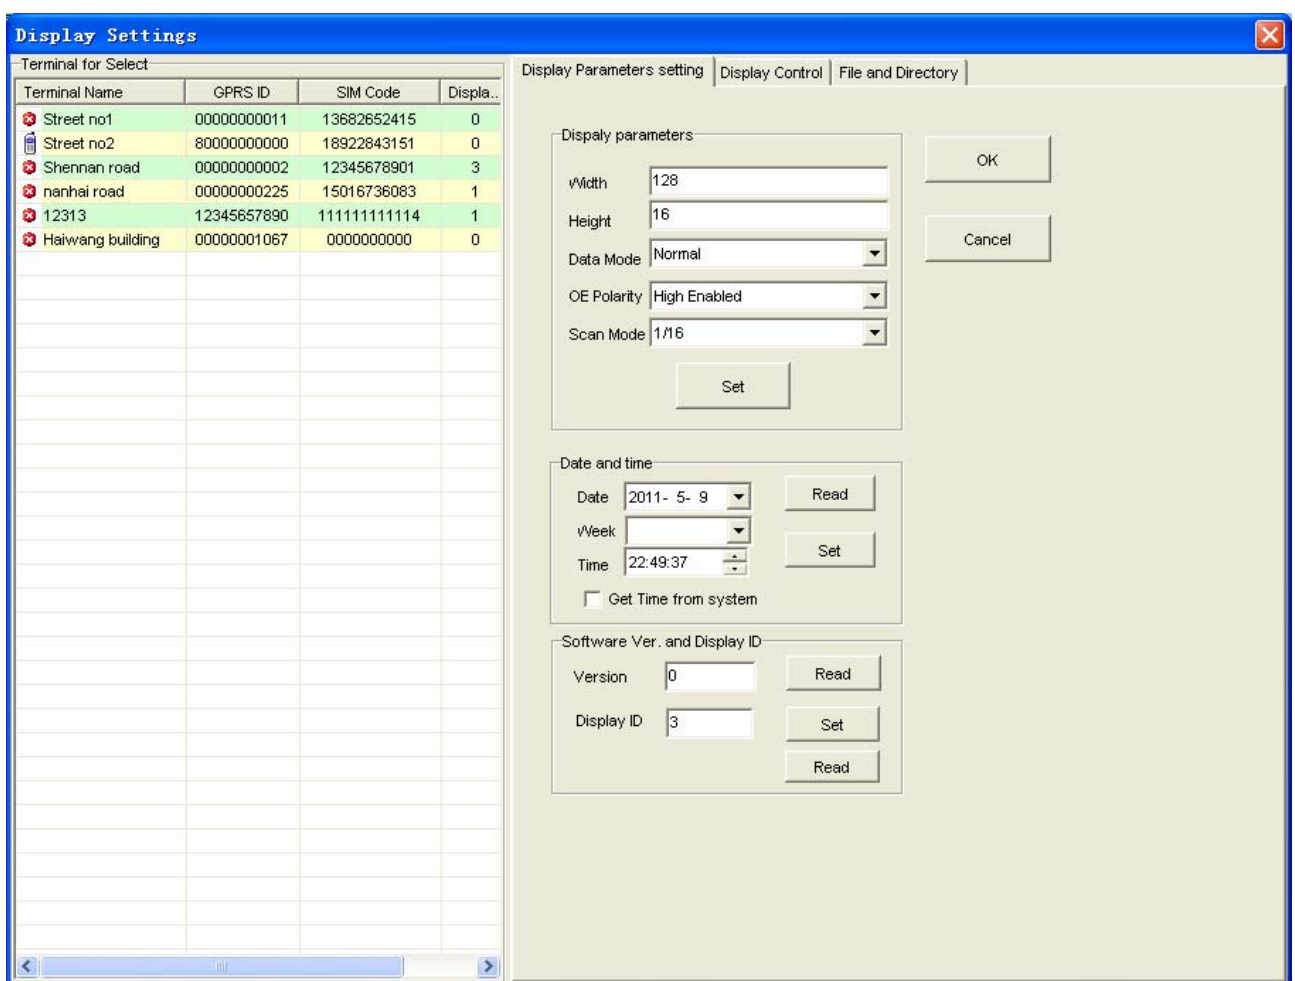 Display Settings
Terminal for Select
Terminal Name GPRS ID SIM Code Displa..
Street no1 00000000011 13682652415 0
Street no2 80000000000 18922843151 0
Shennan road 00000000002 12345678901 3
nanhai road 00000000225 15016736083 1
12313 12345657890 111111111114 1
Haiwang building 00000001067 0000000000 0
Display Parameters setting Display Control File and Directory
Dispaly parameters
Width 128
Height 16
Data Mode Normal
OE Polarity High Enabled
Scan Mode 1/16
Set
OK
Cancel
Date and time
Date 2011- 5- 9 Read
Week
Time 22:49:37 Set
Get Time from system
Software Ver. and Display ID
Version 0 Read
Display ID 3 Set
Read